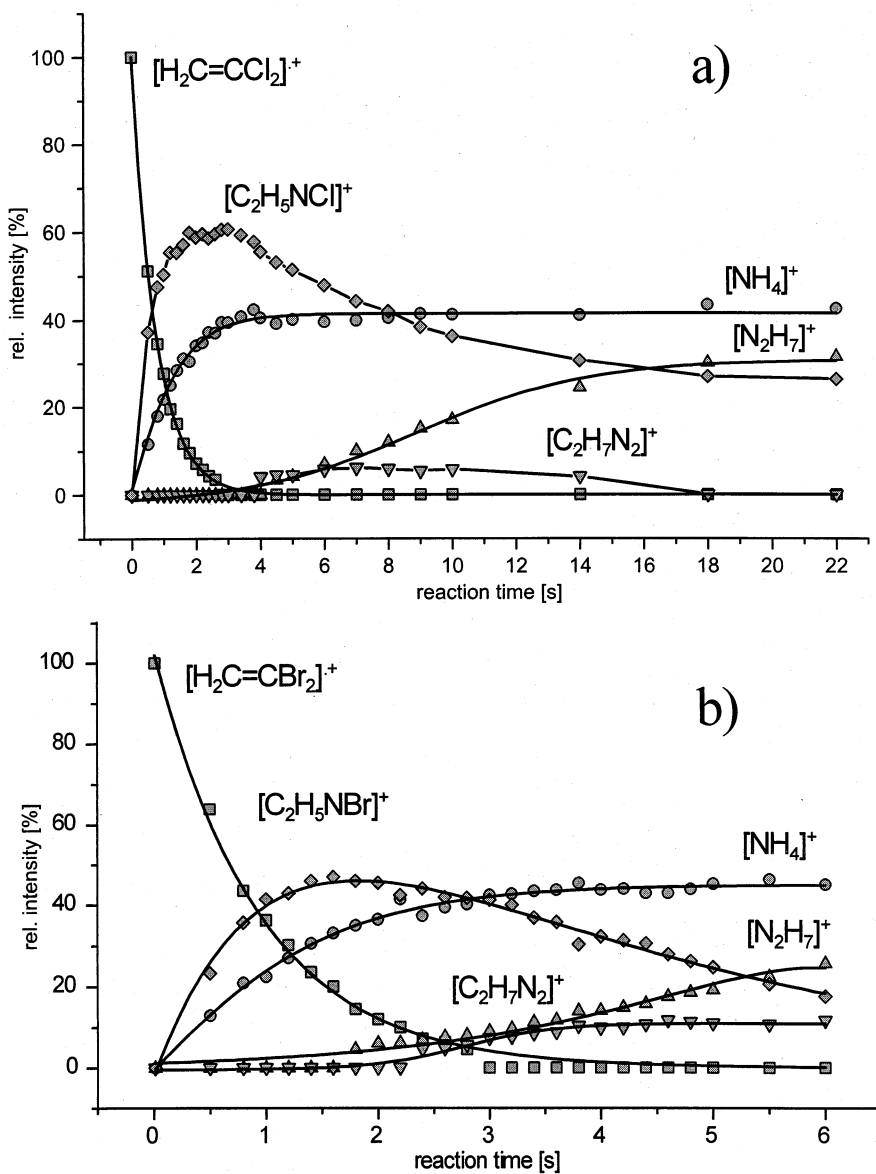 a)
100
80
60
40
20
0
rel. intensity [%]
[H₂C=CCl₂]·⁺
[C₂H₅NCl]⁺
[NH₄]⁺
[N₂H₇]⁺
[C₂H₇N₂]⁺
0 2 4 6 8 10 12 14 16 18 20 22
reaction time [s]
b)
100
80
60
40
20
0
rel. intensity [%]
[H₂C=CBr₂]·⁺
[C₂H₅NBr]⁺
[NH₄]⁺
[N₂H₇]⁺
[C₂H₇N₂]⁺
0 1 2 3 4 5 6
reaction time [s]